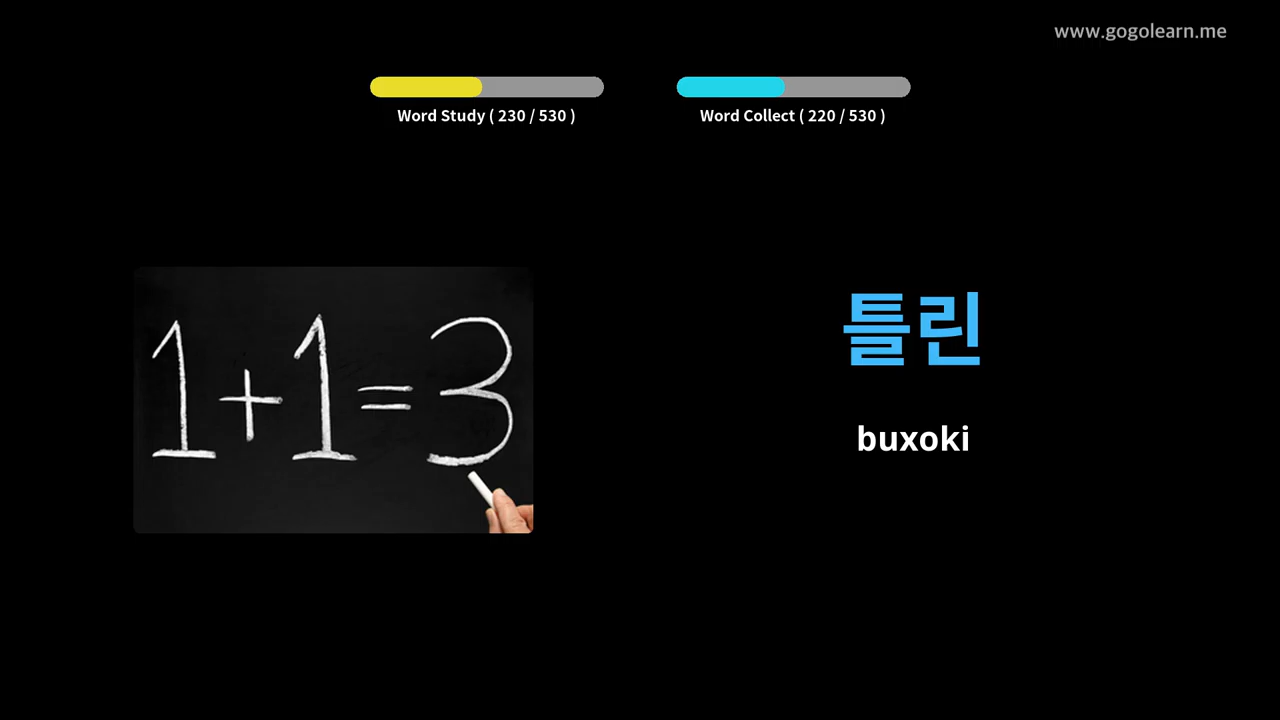 www.gogolearn.me
Word Study ( 230 / 530 )
Word Collect ( 220 / 530 )
1+1=3
틀린
buxoki